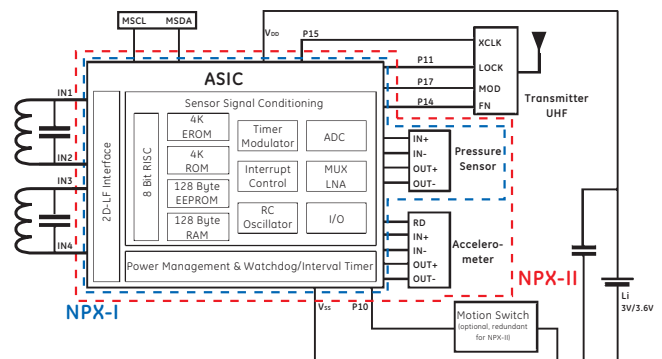 MSCL MSDA
VDD
P15
XCLK
P11
LOCK
P17
MOD
P14
FN
Transmitter
UHF
ASIC
IN1
IN2
IN3
IN4
2D-LF Interface
Sensor Signal Conditioning
8 Bit RISC
4K
EROM
4K
ROM
128 Byte
EEPROM
128 Byte
RAM
Timer
Modulator
Interrupt
Control
RC
Oscillator
ADC
MUX
LNA
I/O
Power Management & Watchdog/Interval Timer
IN+
IN-
OUT+
OUT-
Pressure
Sensor
RD
IN+
IN-
OUT+
OUT-
Accelero-
meter
NPX-I
NPX-II
VSS
P10
Motion Switch
(optional, redundant
for NPX-II)
Li
3V/3.6V